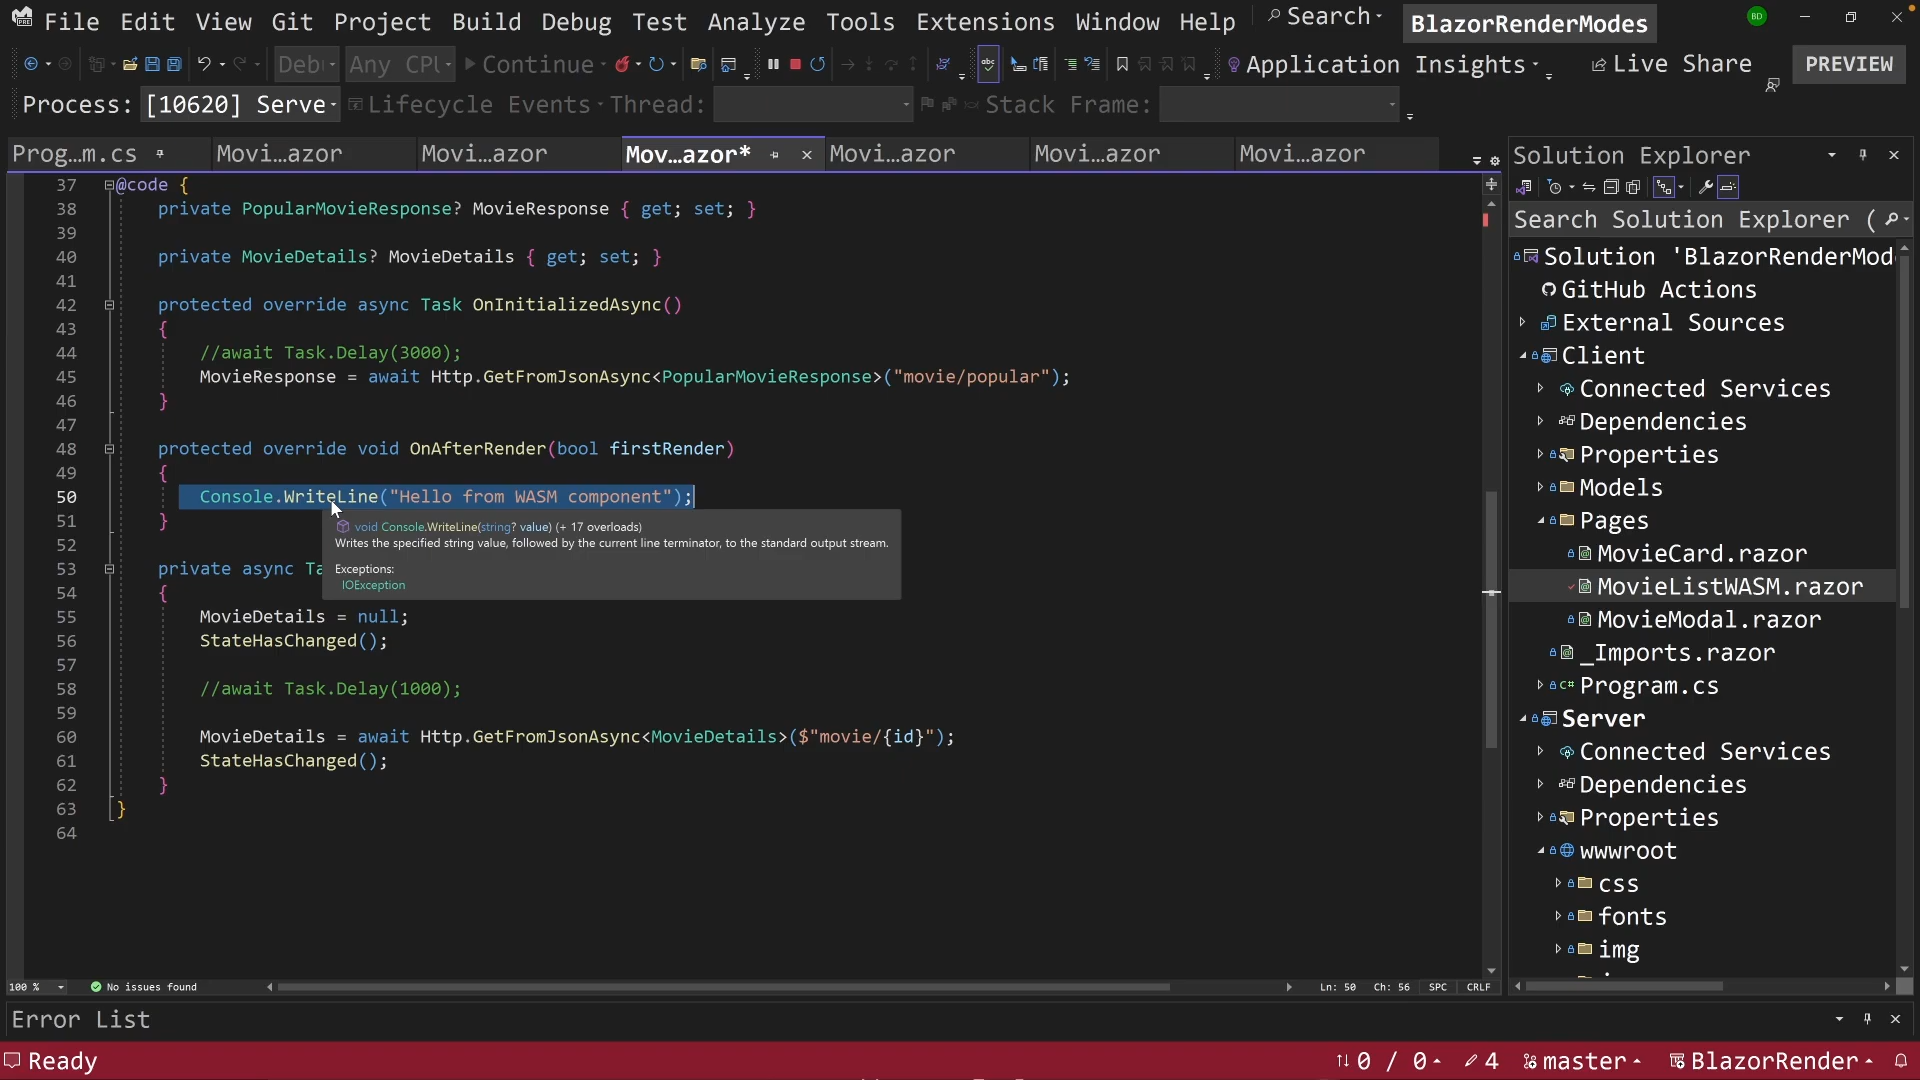 File Edit View Git Project Build Debug Test Analyze Tools Extensions Window Help Search BlazorRenderModes BD
Deb Any CPU Continue Application Insights Live Share PREVIEW
Process: [10620] Serve Lifecycle Events Thread: Stack Frame:
Prog…m.cs Movi…azor Movi…azor Mov…azor* Movi…azor Movi…azor Movi…azor
37 @code {
38 private PopularMovieResponse? MovieResponse { get; set; }
39
40 private MovieDetails? MovieDetails { get; set; }
41
42 protected override async Task OnInitializedAsync()
43 {
44 //await Task.Delay(3000);
45 MovieResponse = await Http.GetFromJsonAsync<PopularMovieResponse>("movie/popular");
46 }
47
48 protected override void OnAfterRender(bool firstRender)
49 {
50 Console.WriteLine("Hello from WASM component");
51 }
void Console.WriteLine(string? value) (+ 17 overloads)
52
Writes the specified string value, followed by the current line terminator, to the standard output stream.
53 private async Ta
Exceptions:
IOException
54 {
55 MovieDetails = null;
56 StateHasChanged();
57
58 //await Task.Delay(1000);
59
60 MovieDetails = await Http.GetFromJsonAsync<MovieDetails>($"movie/{id}");
61 StateHasChanged();
62 }
63 }
64
100 % No issues found Ln: 50 Ch: 56 SPC CRLF
Solution Explorer
Search Solution Explorer (
Solution 'BlazorRenderMod
GitHub Actions
External Sources
Client
Connected Services
Dependencies
Properties
Models
Pages
MovieCard.razor
MovieListWASM.razor
MovieModal.razor
_Imports.razor
C# Program.cs
Server
Connected Services
Dependencies
Properties
wwwroot
css
fonts
img
Error List
Ready 0 / 0 4 master BlazorRender